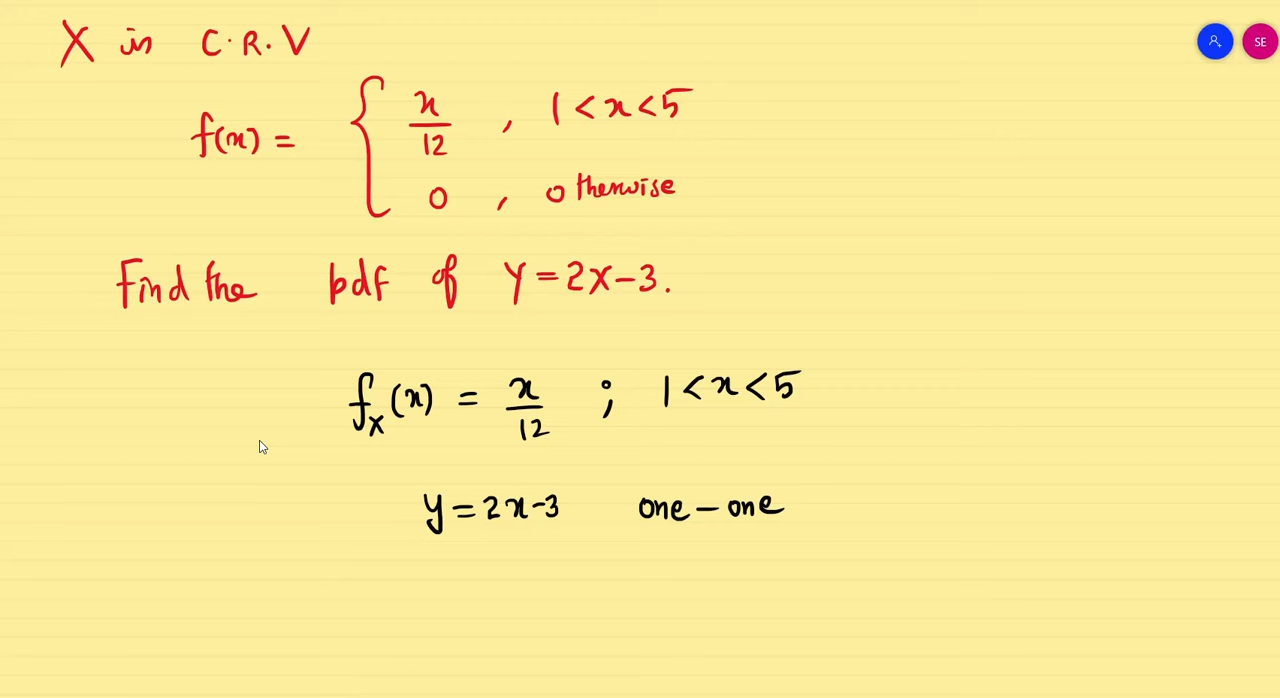 X is C.R.V
SE
f(x) = { x/12 , 1 < x < 5
0 , otherwise
Find the pdf of Y = 2X - 3.
f_X(x) = x/12 ; 1 < x < 5
y = 2x - 3 one - one